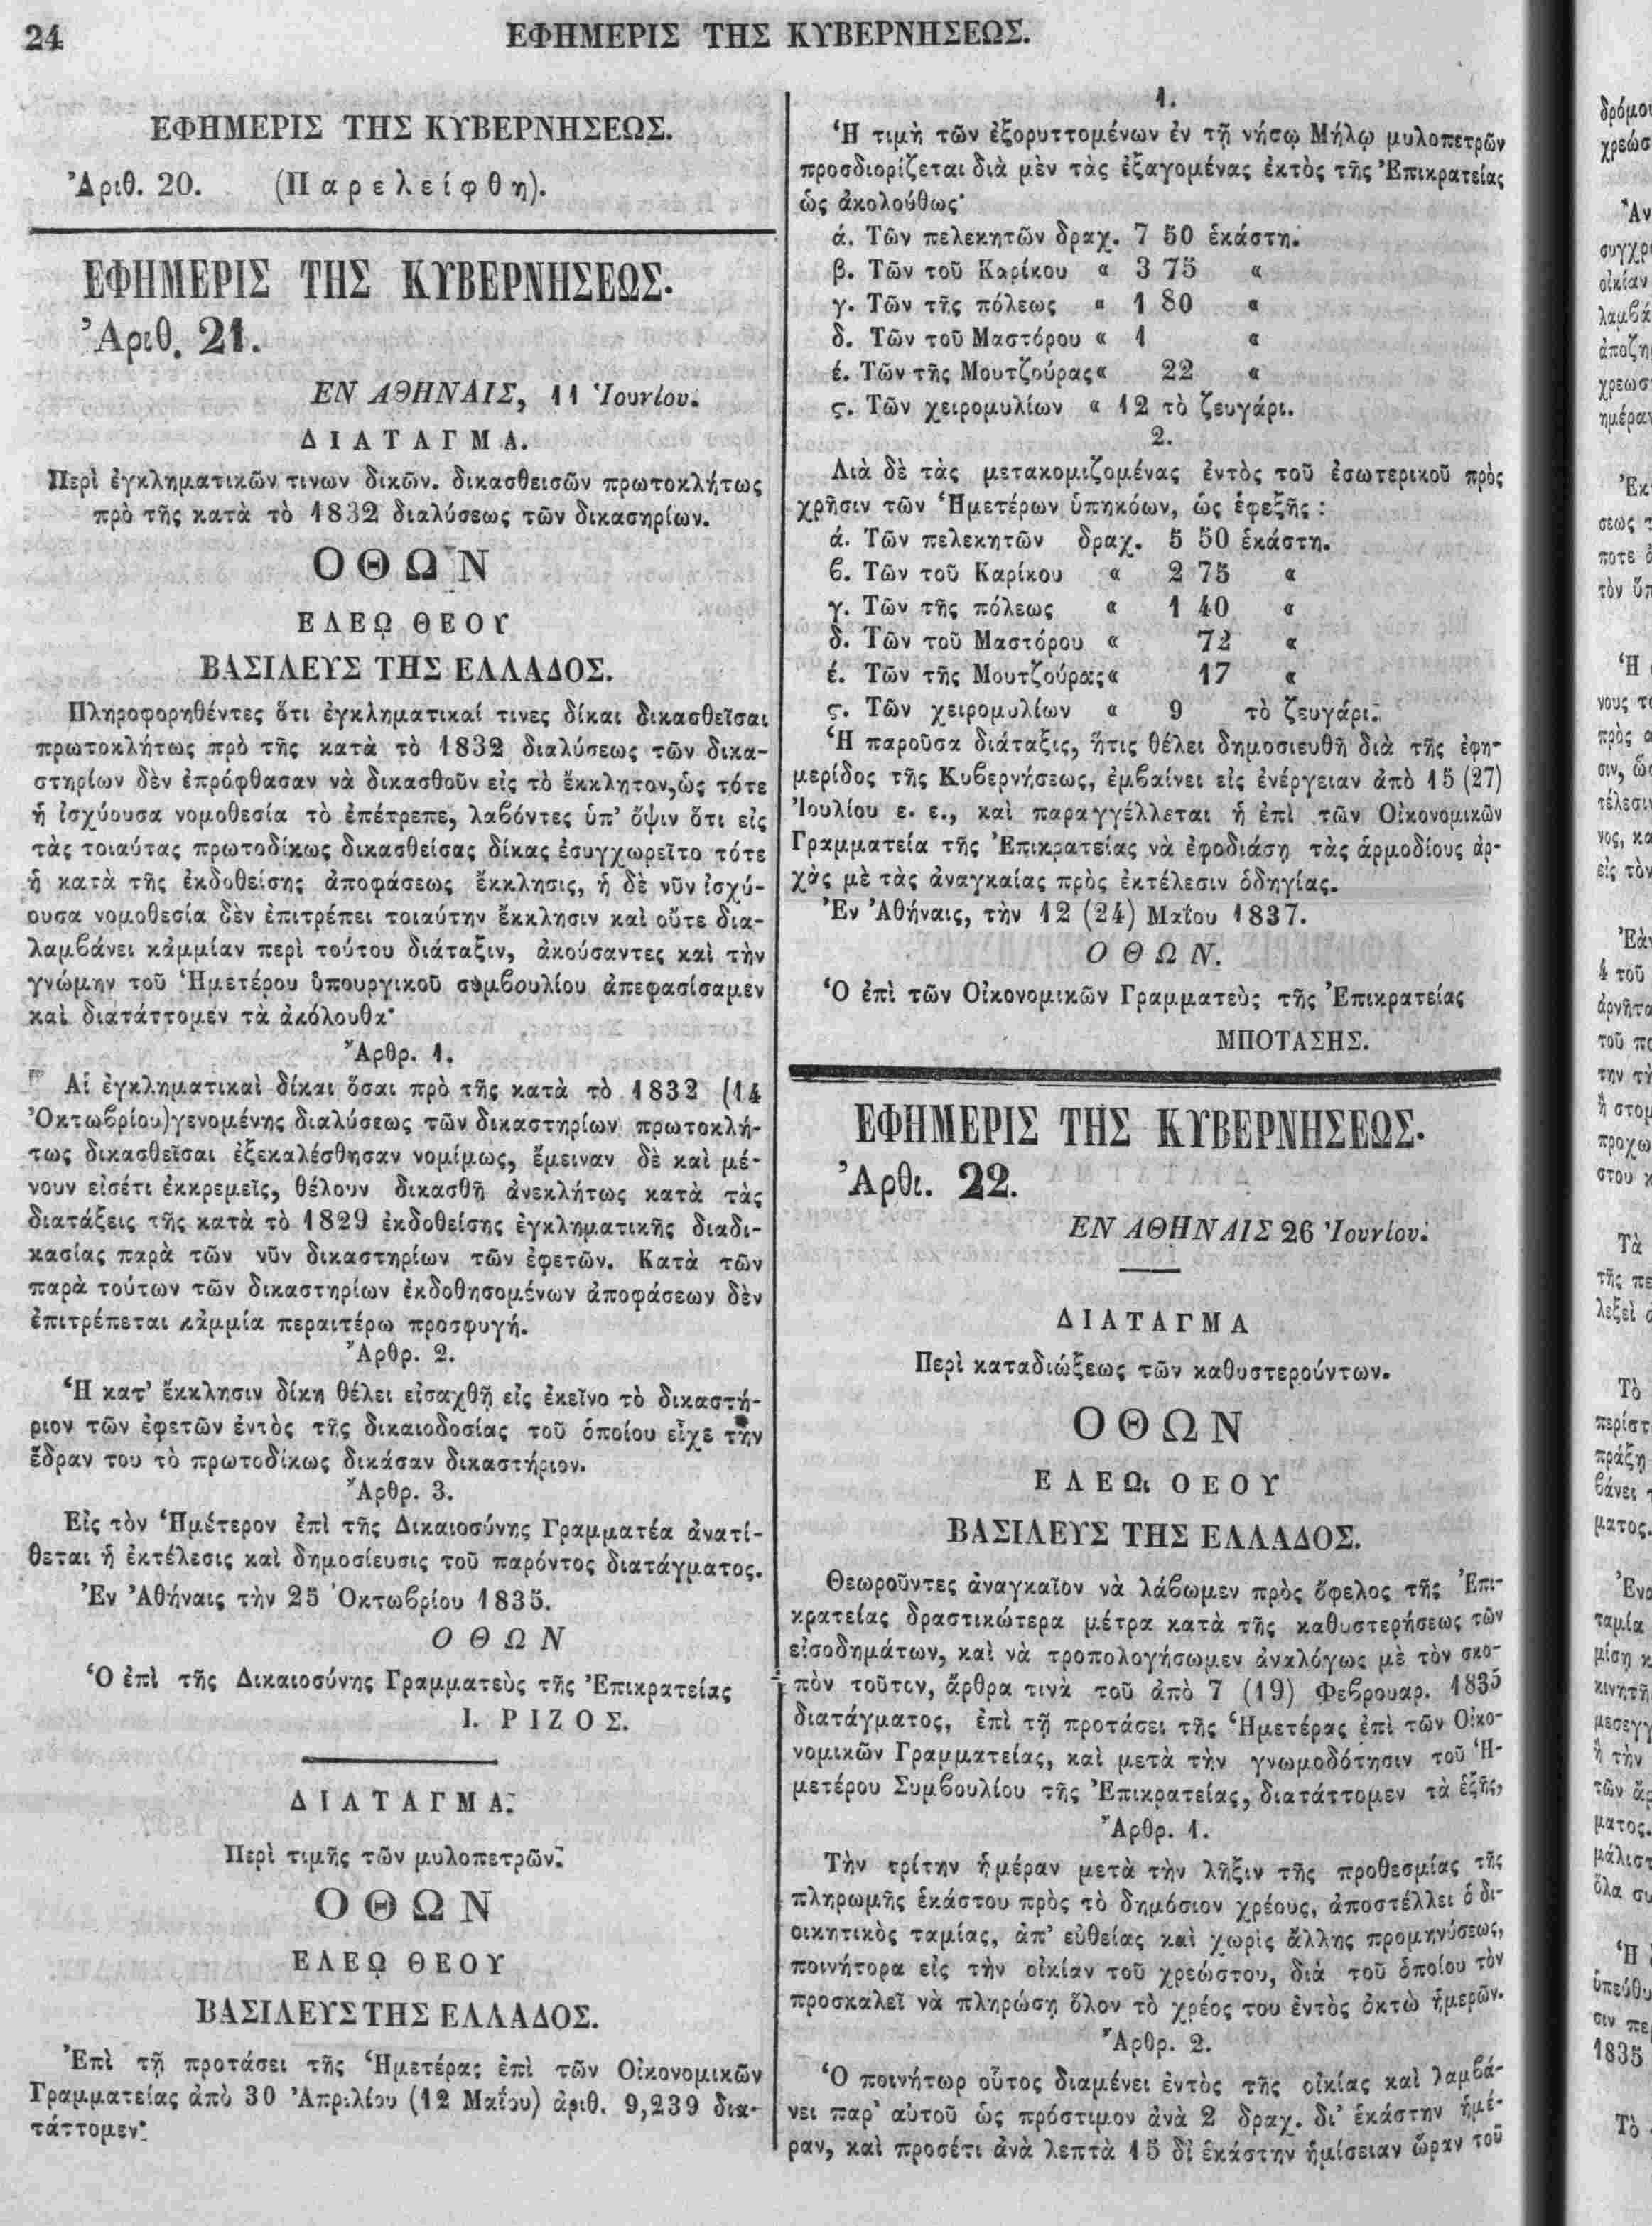 24
ΕΦΗΜΕΡΙΣ ΤΗΣ ΚΥΒΕΡΝΗΣΕΩΣ.
ΕΦΗΜΕΡΙΣ ΤΗΣ ΚΥΒΕΡΝΗΣΕΩΣ.
Ἀριθ. 20. (Παρελείφθη).
ΕΦΗΜΕΡΙΣ ΤΗΣ ΚΥΒΕΡΝΗΣΕΩΣ.
Ἀριθ. 21.
ΕΝ ΑΘΗΝΑΙΣ, 11 Ἰουνίου.
ΔΙΑΤΑΓΜΑ.
Περὶ ἐγκληματικῶν τινων δικῶν. δικασθεισῶν πρωτοκλήτως
πρὸ τῆς κατὰ τὸ 1832 διαλύσεως τῶν δικαστηρίων.
ΟΘΩΝ
ΕΛΕῼ ΘΕΟΥ
ΒΑΣΙΛΕΥΣ ΤΗΣ ΕΛΛΑΔΟΣ.
Πληροφορηθέντες ὅτι ἐγκληματικαί τινες δίκαι δικασθεῖσαι
πρωτοκλήτως πρὸ τῆς κατὰ τὸ 1832 διαλύσεως τῶν δικα-
στηρίων δὲν ἐπρόφθασαν νὰ δικασθοῦν εἰς τὸ ἔκκλητον, ὡς τότε
ἡ ἰσχύουσα νομοθεσία τὸ ἐπέτρεπε, λαβόντες ὑπ' ὄψιν ὅτι εἰς
τὰς τοιαύτας πρωτοδίκως δικασθείσας δίκας ἐσυγχωρεῖτο τότε
ἡ κατὰ τῆς ἐκδοθείσης ἀποφάσεως ἔκκλησις, ἡ δὲ νῦν ἰσχύ-
ουσα νομοθεσία δὲν ἐπιτρέπει τοιαύτην ἔκκλησιν καὶ οὔτε δια-
λαμβάνει κἀμμίαν περὶ τούτου διάταξιν, ἀκούσαντες καὶ τὴν
γνώμην τοῦ Ἡμετέρου ὑπουργικοῦ συμβουλίου ἀπεφασίσαμεν
καὶ διατάττομεν τὰ ἀκόλουθα·
Ἄρθρ. 1.
Αἱ ἐγκληματικαὶ δίκαι ὅσαι πρὸ τῆς κατὰ τὸ 1832 (14
Ὀκτωβρίου) γενομένης διαλύσεως τῶν δικαστηρίων πρωτοκλή-
τως δικασθεῖσαι ἐξεκαλέσθησαν νομίμως, ἔμειναν δὲ καὶ μέ-
νουν εἰσέτι ἐκκρεμεῖς, θέλουν δικασθῆ ἀνεκλήτως κατὰ τὰς
διατάξεις τῆς κατὰ τὸ 1829 ἐκδοθείσης ἐγκληματικῆς διαδι-
κασίας παρὰ τῶν νῦν δικαστηρίων τῶν ἐφετῶν. Κατὰ τῶν
παρὰ τούτων τῶν δικαστηρίων ἐκδοθησομένων ἀποφάσεων δὲν
ἐπιτρέπεται κἀμμία περαιτέρω προσφυγή.
Ἄρθρ. 2.
Ἡ κατ' ἔκκλησιν δίκη θέλει εἰσαχθῇ εἰς ἐκεῖνο τὸ δικαστή-
ριον τῶν ἐφετῶν ἐντὸς τῆς δικαιοδοσίας τοῦ ὁποίου εἶχε τὴν
ἕδραν του τὸ πρωτοδίκως δικάσαν δικαστήριον.
Ἄρθρ. 3.
Εἰς τὸν Ἡμέτερον ἐπὶ τῆς Δικαιοσύνης Γραμματέα ἀνατί-
θεται ἡ ἐκτέλεσις καὶ δημοσίευσις τοῦ παρόντος διατάγματος.
Ἐν Ἀθήναις τὴν 25 Ὀκτωβρίου 1835.
ΟΘΩΝ
Ὁ ἐπὶ τῆς Δικαιοσύνης Γραμματεὺς τῆς Ἐπικρατείας
Ι. ΡΙΖΟΣ.
ΔΙΑΤΑΓΜΑ.
Περὶ τιμῆς τῶν μυλοπετρῶν.
ΟΘΩΝ
ΕΛΕῼ ΘΕΟΥ
ΒΑΣΙΛΕΥΣ ΤΗΣ ΕΛΛΑΔΟΣ.
Ἐπὶ τῇ προτάσει τῆς Ἡμετέρας ἐπὶ τῶν Οἰκονομικῶν
Γραμματείας ἀπὸ 30 Ἀπριλίου (12 Μαΐου) ἀριθ. 9,239 δια-
τάττομεν·
1.
Ἡ τιμὴ τῶν ἐξορυττομένων ἐν τῇ νήσῳ Μήλῳ μυλοπετρῶν
προσδιορίζεται διὰ μὲν τὰς ἐξαγομένας ἐκτὸς τῆς Ἐπικρατείας
ὡς ἀκολούθως·
ά. Τῶν πελεκητῶν δραχ. 7 50 ἑκάστη.
β. Τῶν τοῦ Καρίκου « 3 75 «
γ. Τῶν τῆς πόλεως « 1 80 «
δ. Τῶν τοῦ Μαστόρου « 1 «
έ. Τῶν τῆς Μουτζούρας « 22 «
ς. Τῶν χειρομυλίων « 12 τὸ ζευγάρι.
2.
Διὰ δὲ τὰς μετακομιζομένας ἐντὸς τοῦ ἐσωτερικοῦ πρὸς
χρῆσιν τῶν Ἡμετέρων ὑπηκόων, ὡς ἐφεξῆς :
ά. Τῶν πελεκητῶν δραχ. 5 50 ἑκάστη.
β. Τῶν τοῦ Καρίκου « 2 75 «
γ. Τῶν τῆς πόλεως « 1 40 «
δ. Τῶν τοῦ Μαστόρου « 72 «
έ. Τῶν τῆς Μουτζούρας « 17 «
ς. Τῶν χειρομυλίων « 9 τὸ ζευγάρι.
Ἡ παροῦσα διάταξις, ἥτις θέλει δημοσιευθῆ διὰ τῆς ἐφη-
μερίδος τῆς Κυβερνήσεως, ἐμβαίνει εἰς ἐνέργειαν ἀπὸ 15 (27)
Ἰουλίου ε. ε., καὶ παραγγέλλεται ἡ ἐπὶ τῶν Οἰκονομικῶν
Γραμματεία τῆς Ἐπικρατείας νὰ ἐφοδιάσῃ τὰς ἁρμοδίους ἀρ-
χὰς μὲ τὰς ἀναγκαίας πρὸς ἐκτέλεσιν ὁδηγίας.
Ἐν Ἀθήναις, τὴν 12 (24) Μαΐου 1837.
ΟΘΩΝ.
Ὁ ἐπὶ τῶν Οἰκονομικῶν Γραμματεὺς τῆς Ἐπικρατείας
ΜΠΟΤΑΣΗΣ.
ΕΦΗΜΕΡΙΣ ΤΗΣ ΚΥΒΕΡΝΗΣΕΩΣ.
Ἀρθι. 22.
ΕΝ ΑΘΗΝΑΙΣ 26 Ἰουνίου.
ΔΙΑΤΑΓΜΑ
Περὶ καταδιώξεως τῶν καθυστερούντων.
ΟΘΩΝ
ΕΛΕΩι ΘΕΟΥ
ΒΑΣΙΛΕΥΣ ΤΗΣ ΕΛΛΑΔΟΣ.
Θεωροῦντες ἀναγκαῖον νὰ λάβωμεν πρὸς ὄφελος τῆς Ἐπι-
κρατείας δραστικώτερα μέτρα κατὰ τῆς καθυστερήσεως τῶν
εἰσοδημάτων, καὶ νὰ τροπολογήσωμεν ἀναλόγως μὲ τὸν σκο-
πὸν τοῦτον, ἄρθρα τινὰ τοῦ ἀπὸ 7 (19) Φεβρουαρ. 1835
διατάγματος, ἐπὶ τῇ προτάσει τῆς Ἡμετέρας ἐπὶ τῶν Οἰκο-
νομικῶν Γραμματείας, καὶ μετὰ τὴν γνωμοδότησιν τοῦ Ἡ-
μετέρου Συμβουλίου τῆς Ἐπικρατείας, διατάττομεν τὰ ἑξῆς,
Ἄρθρ. 1.
Τὴν τρίτην ἡμέραν μετὰ τὴν λῆξιν τῆς προθεσμίας τῆς
πληρωμῆς ἑκάστου πρὸς τὸ δημόσιον χρέους, ἀποστέλλει ὁ δι-
οικητικὸς ταμίας, ἀπ' εὐθείας καὶ χωρὶς ἄλλης προμηνύσεως,
ποινήτορα εἰς τὴν οἰκίαν τοῦ χρεώστου, διὰ τοῦ ὁποίου τὸν
προσκαλεῖ νὰ πληρώσῃ ὅλον τὸ χρέος του ἐντὸς ὀκτὼ ἡμερῶν.
Ἄρθρ. 2.
Ὁ ποινήτωρ οὗτος διαμένει ἐντὸς τῆς οἰκίας καὶ λαμβά-
νει παρ' αὐτοῦ ὡς πρόστιμον ἀνὰ 2 δραχ. δι' ἑκάστην ἡμέ-
ραν, καὶ προσέτι ἀνὰ λεπτὰ 15 δἰ ἑκάστην ἡμίσειαν ὥραν τοῦ